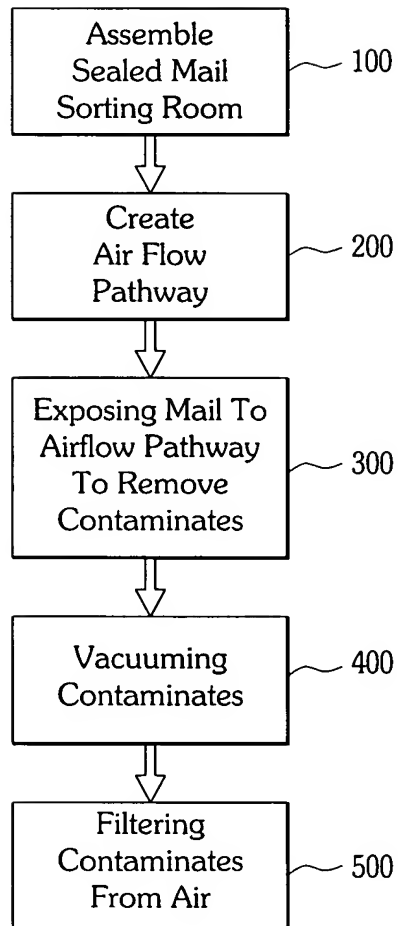 Assemble
Sealed Mail
Sorting Room
100
Create
Air Flow
Pathway
200
Exposing Mail To
Airflow Pathway
To Remove
Contaminates
300
Vacuuming
Contaminates
400
Filtering
Contaminates
From Air
500